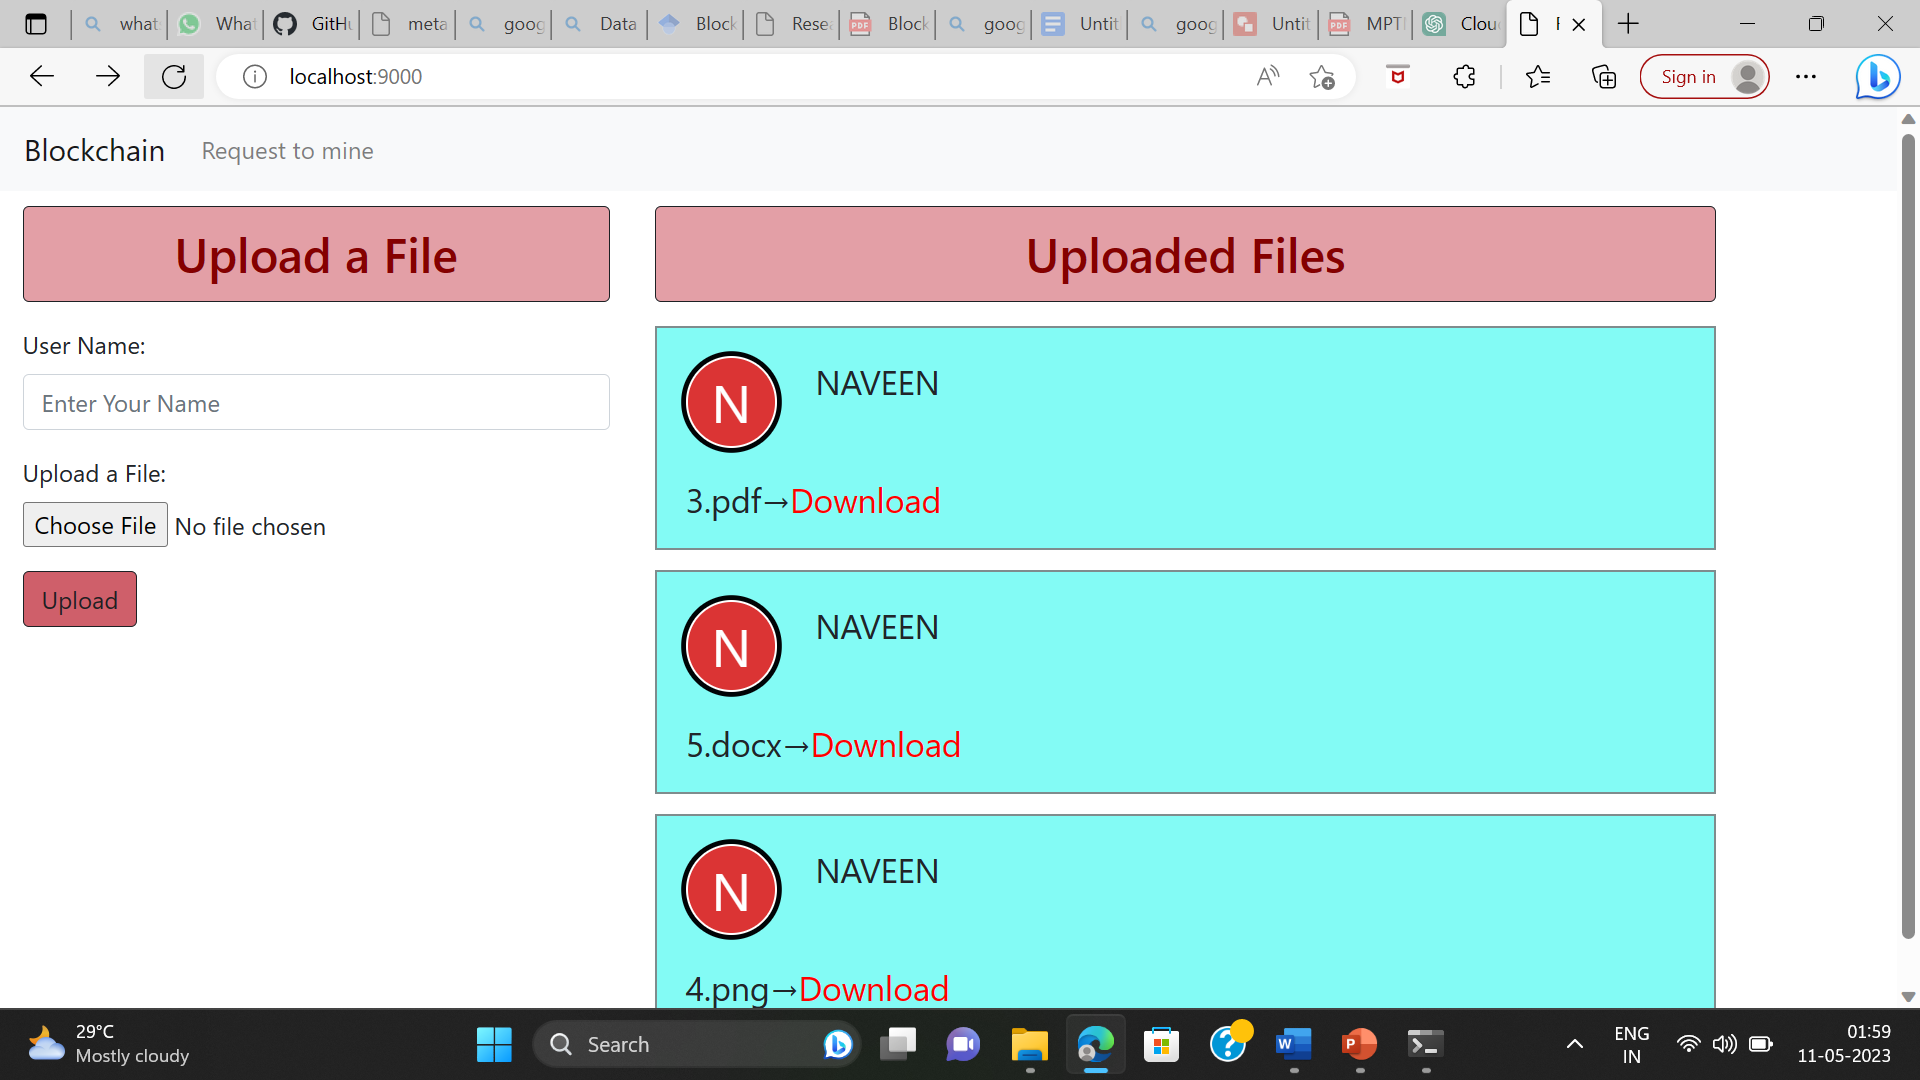 what
What
GitHu
meta
goog
Data
Block
Rese
Block
goog
Untit
goog
Untit
MPTI
Clou
localhost:9000
Sign in
Blockchain
Request to mine
Upload a File
User Name:
Enter Your Name
Upload a File:
Choose File No file chosen
Upload
Uploaded Files
N
NAVEEN
3.pdf→Download
N
NAVEEN
5.docx→Download
N
NAVEEN
4.png→Download
29°C
Mostly cloudy
Search
ENG
IN
01:59
11-05-2023